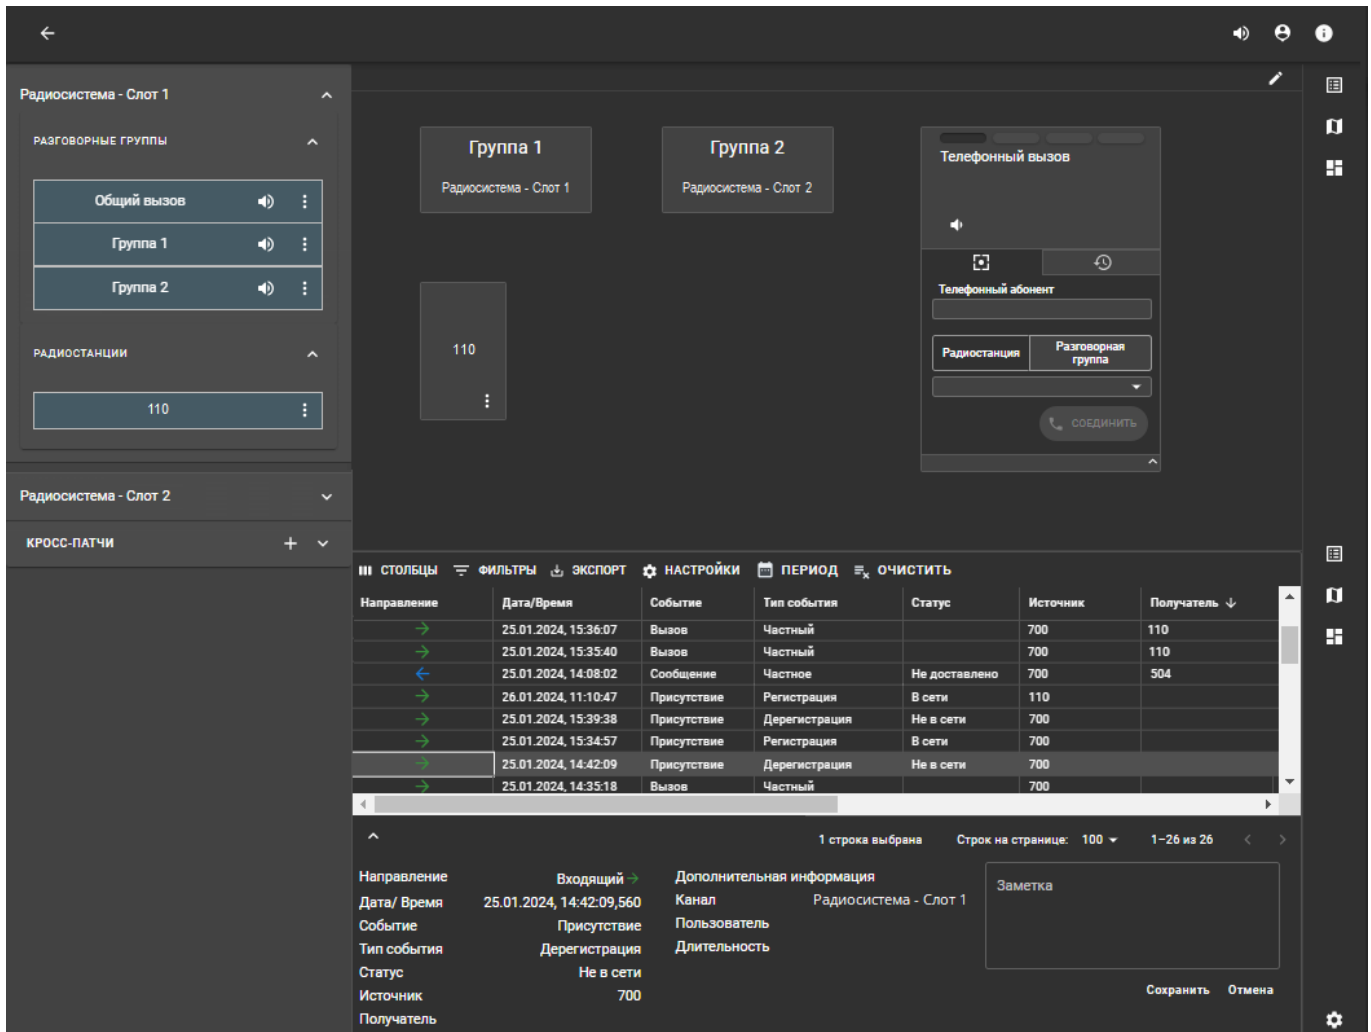 Радиосистема - Слот 1
РАЗГОВОРНЫЕ ГРУППЫ
Общий вызов
Группа 1
Группа 2
РАДИОСТАНЦИИ
110
Радиосистема - Слот 2
КРОСС-ПАТЧИ
Группа 1
Радиосистема - Слот 1
Группа 2
Радиосистема - Слот 2
110
Телефонный вызов
Телефонный абонент
Радиостанция
Разговорная группа
СОЕДИНИТЬ
СТОЛБЦЫ ФИЛЬТРЫ ЭКСПОРТ НАСТРОЙКИ ПЕРИОД ОЧИСТИТЬ
Направление Дата/Время Событие Тип события Статус Источник Получатель
25.01.2024, 15:36:07 Вызов Частный 700 110
25.01.2024, 15:35:40 Вызов Частный 700 110
25.01.2024, 14:08:02 Сообщение Частное Не доставлено 700 504
26.01.2024, 11:10:47 Присутствие Регистрация В сети 110
25.01.2024, 15:39:38 Присутствие Дерегистрация Не в сети 700
25.01.2024, 15:34:57 Присутствие Регистрация В сети 700
25.01.2024, 14:42:09 Присутствие Дерегистрация Не в сети 700
25.01.2024, 14:35:18 Вызов Частный 700
1 строка выбрана Строк на странице: 100 1–26 из 26
Направление Входящий
Дата/ Время 25.01.2024, 14:42:09,560
Событие Присутствие
Тип события Дерегистрация
Статус Не в сети
Источник 700
Получатель
Дополнительная информация
Канал Радиосистема - Слот 1
Пользователь
Длительность
Заметка
Сохранить Отмена